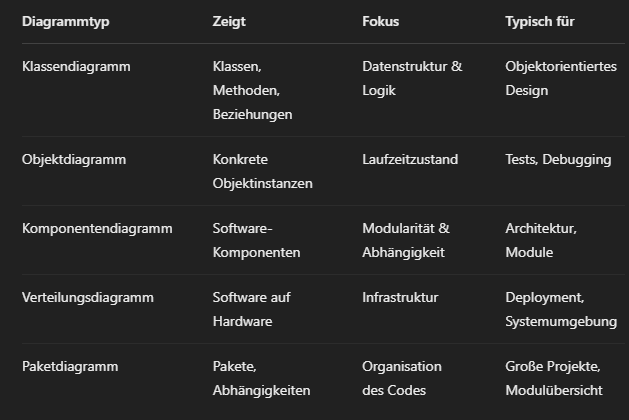 Diagrammtyp Zeigt Fokus Typisch für
Klassendiagramm Klassen, Datenstruktur & Objektorientiertes
Methoden, Logik Design
Beziehungen
Objektdiagramm Konkrete Laufzeitzustand Tests, Debugging
Objektinstanzen
Komponentendiagramm Software- Modularität & Architektur,
Komponenten Abhängigkeit Module
Verteilungsdiagramm Software auf Infrastruktur Deployment,
Hardware Systemumgebung
Paketdiagramm Pakete, Organisation Große Projekte,
Abhängigkeiten des Codes Modulübersicht